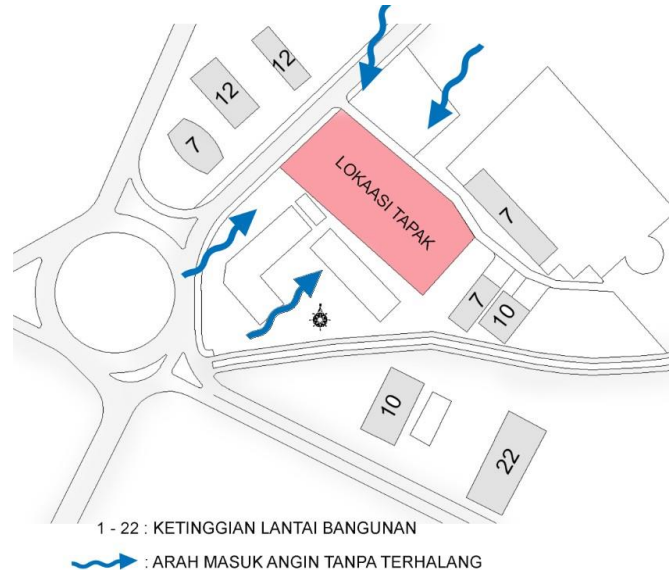 12
12
7
LOKAASI TAPAK
7
7
10
10
22
1 - 22 : KETINGGIAN LANTAI BANGUNAN
: ARAH MASUK ANGIN TANPA TERHALANG